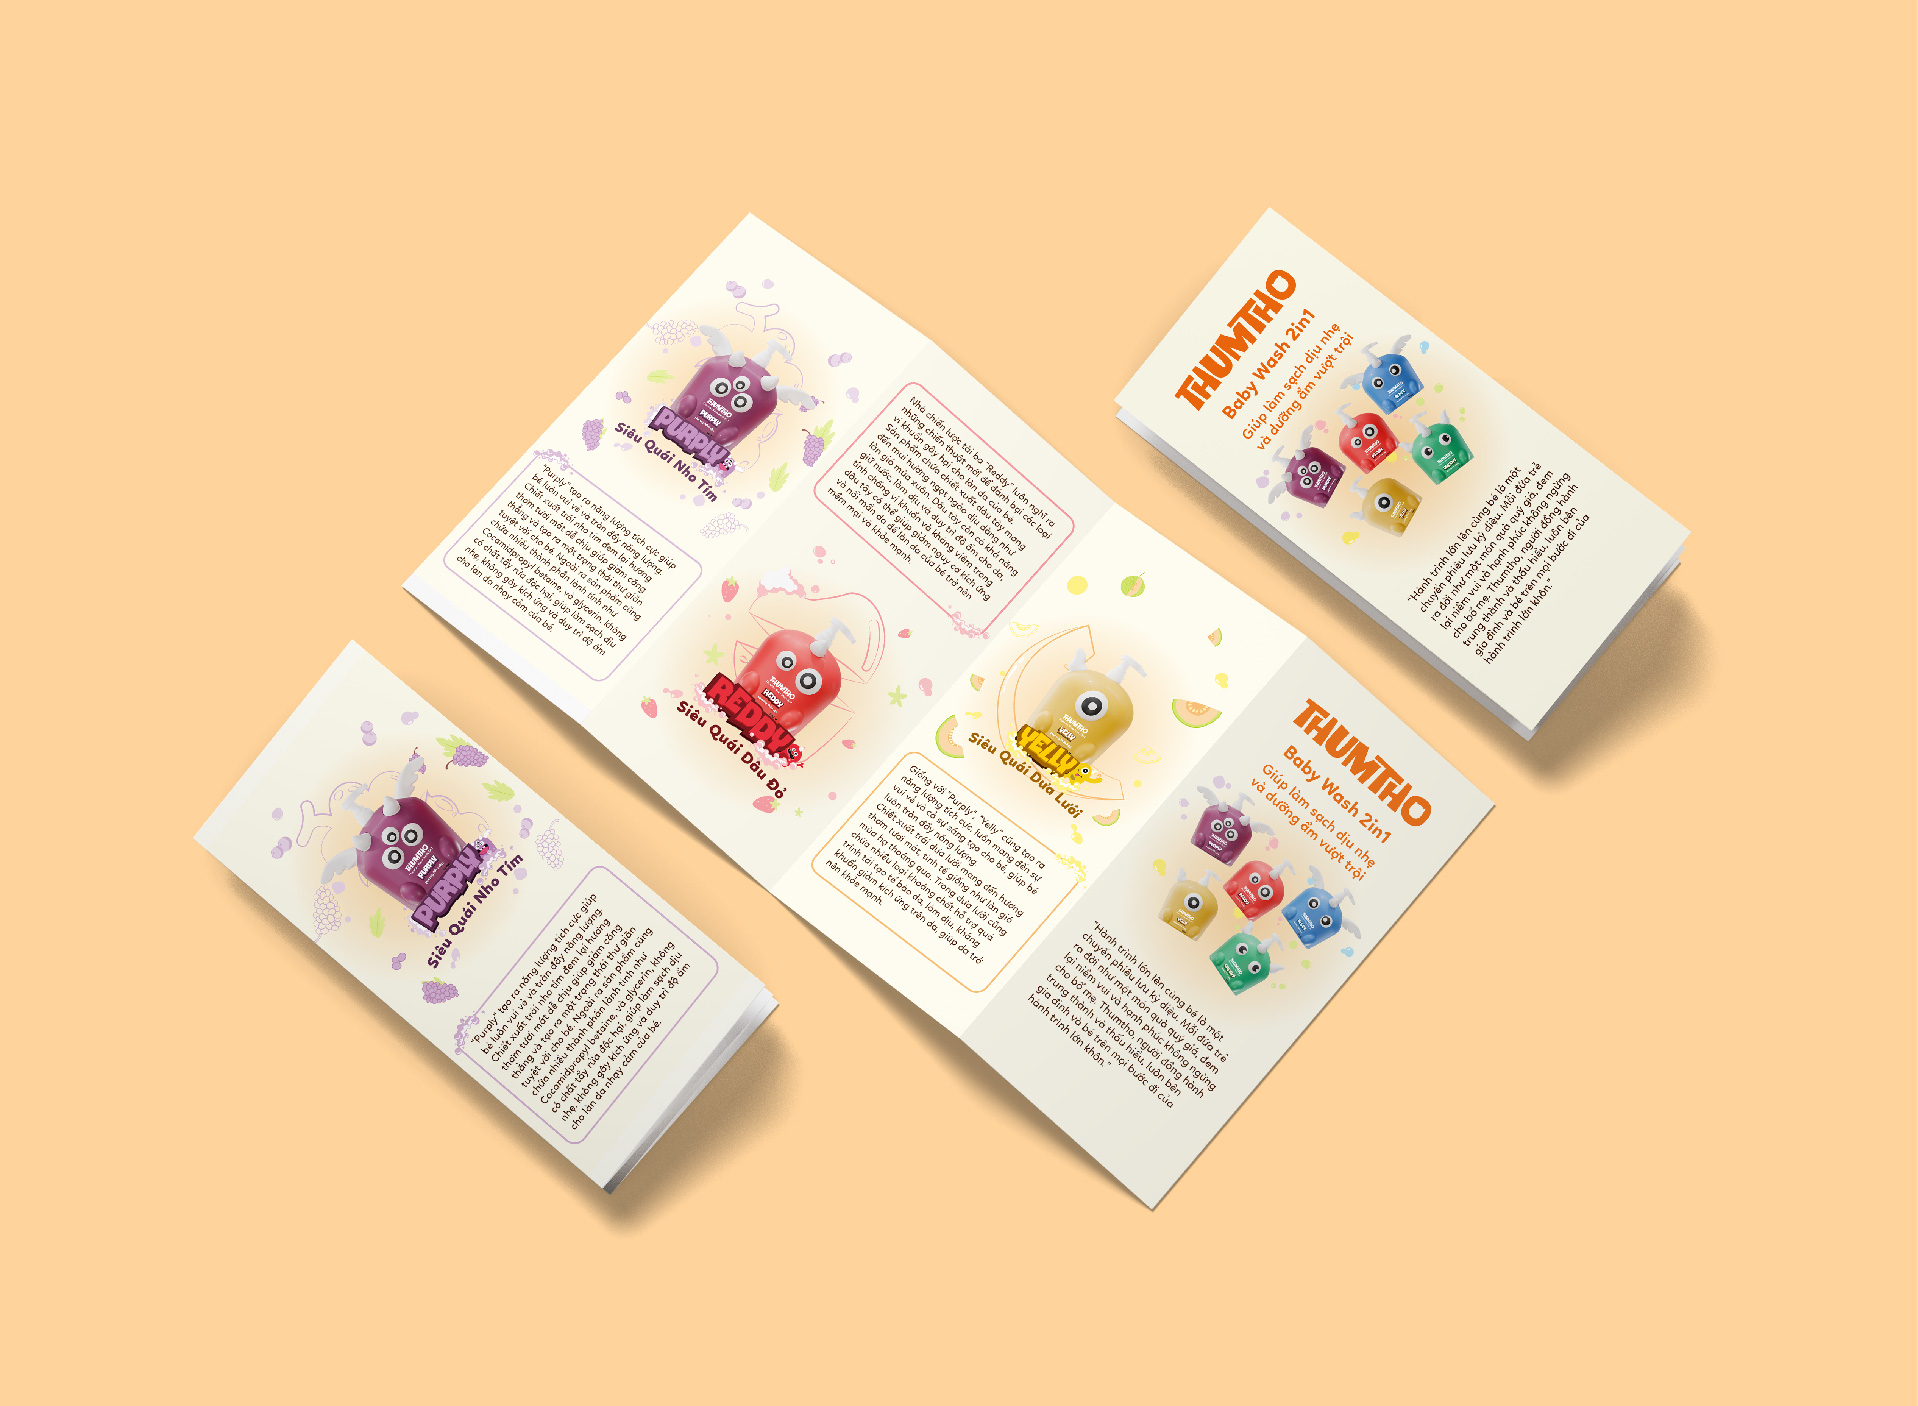 PURPLY
Siêu Quái Nho Tím
"Purply" tạo ra năng lượng tích cực giúp
bé luôn vui vẻ và tràn đầy năng lượng.
Chiết xuất trái nho tím đem lại hương
thơm tươi mát dễ chịu giúp giảm căng
thẳng và tạo ra một trạng thái thư giãn
tuyệt vời cho bé. Ngoài ra sản phẩm cũng
chứa nhiều thành phần lành tính như
Cocamidpropyl betaine, và glycerin, không
có chất tẩy rửa độc hại, giúp làm sạch dịu
nhẹ, không gây kích ứng và duy trì độ ẩm
cho làn da nhạy cảm của bé.
Nhà chiến lược tài ba "Reddy" luôn nghĩ ra
những chiến thuật mới để đánh bại các loại
vi khuẩn gây hại cho làn da của bé.
Sản phẩm chứa chiết xuất dâu tây mang
đến mùi hương ngọt ngào dịu dàng như
làn gió mùa xuân. Dâu tây còn có khả năng
giữ nước, làm dịu và duy trì độ ẩm cho da,
tính chống vi khuẩn và kháng viêm trong
dâu tây có thể giúp giảm nguy cơ kích ứng
và nổi mẩn da để làn da của bé trở nên
mềm mại và khỏe mạnh.
THUMTHO
REDDY
REDDY
Siêu Quái Dâu Đỏ
THUMTHO
YELLY
YELLY
Siêu Quái Dưa Lưới
Giống với "Purply", "Yelly" cũng tạo ra
năng lượng tích cực, luôn mang đến sự
vui vẻ và có sự sáng tạo cho bé, giúp bé
luôn tràn đầy năng lượng
Chiết xuất trái dưa lưới mang đến hương
thơm tươi mát, tinh tế giống như làn gió
mùa hạ thoáng qua. Trong dưa lưới cũng
chứa nhiều loại khoáng chất hỗ trợ quá
trình tái tạo tế bào da, làm dịu, kháng
khuẩn giảm kích ứng trên da, giúp da trở
nên khỏe mạnh.
THUMTHO
Baby Wash 2in1
Giúp làm sạch dịu nhẹ
và dưỡng ẩm vượt trội
"Hành trình lớn lên cùng bé là một
chuyến phiêu lưu kỳ diệu. Mỗi đứa trẻ
ra đời như một món quà quý giá, đem
lại niềm vui và hạnh phúc không ngừng
cho bố mẹ. Thumtho, người đồng hành
trung thành và thấu hiểu, luôn bên
gia đình và bé trên mọi bước đi của
hành trình lớn khôn."
THUMTHO
Baby Wash 2in1
Giúp làm sạch dịu nhẹ
và dưỡng ẩm vượt trội
"Hành trình lớn lên cùng bé là một
chuyến phiêu lưu kỳ diệu. Mỗi đứa trẻ
ra đời như một món quà quý giá, đem
lại niềm vui và hạnh phúc không ngừng
cho bố mẹ. Thumtho, người đồng hành
trung thành và thấu hiểu, luôn bên
gia đình và bé trên mọi bước đi của
hành trình lớn khôn."
THUMTHO
PURPLY
PURPLY
Siêu Quái Nho Tím
"Purply" tạo ra năng lượng tích cực giúp
bé luôn vui vẻ và tràn đầy năng lượng.
Chiết xuất trái nho tím đem lại hương
thơm tươi mát dễ chịu giúp giảm căng
thẳng và tạo ra một trạng thái thư giãn
tuyệt vời cho bé. Ngoài ra sản phẩm cũng
chứa nhiều thành phần lành tính như
Cocamidpropyl betaine, và glycerin, không
có chất tẩy rửa độc hại, giúp làm sạch dịu
nhẹ, không gây kích ứng và duy trì độ ẩm
cho làn da nhạy cảm của bé.